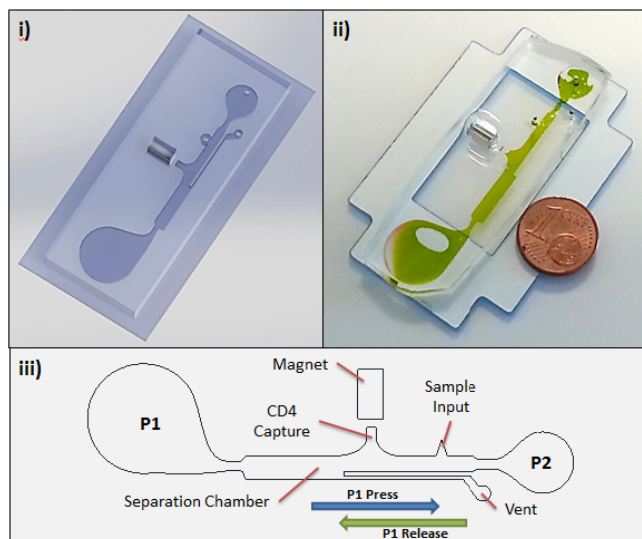 i)
ii)
iii)
Magnet
CD4
Capture
Sample
Input
P1
P2
Separation Chamber
P1 Press
P1 Release
Vent